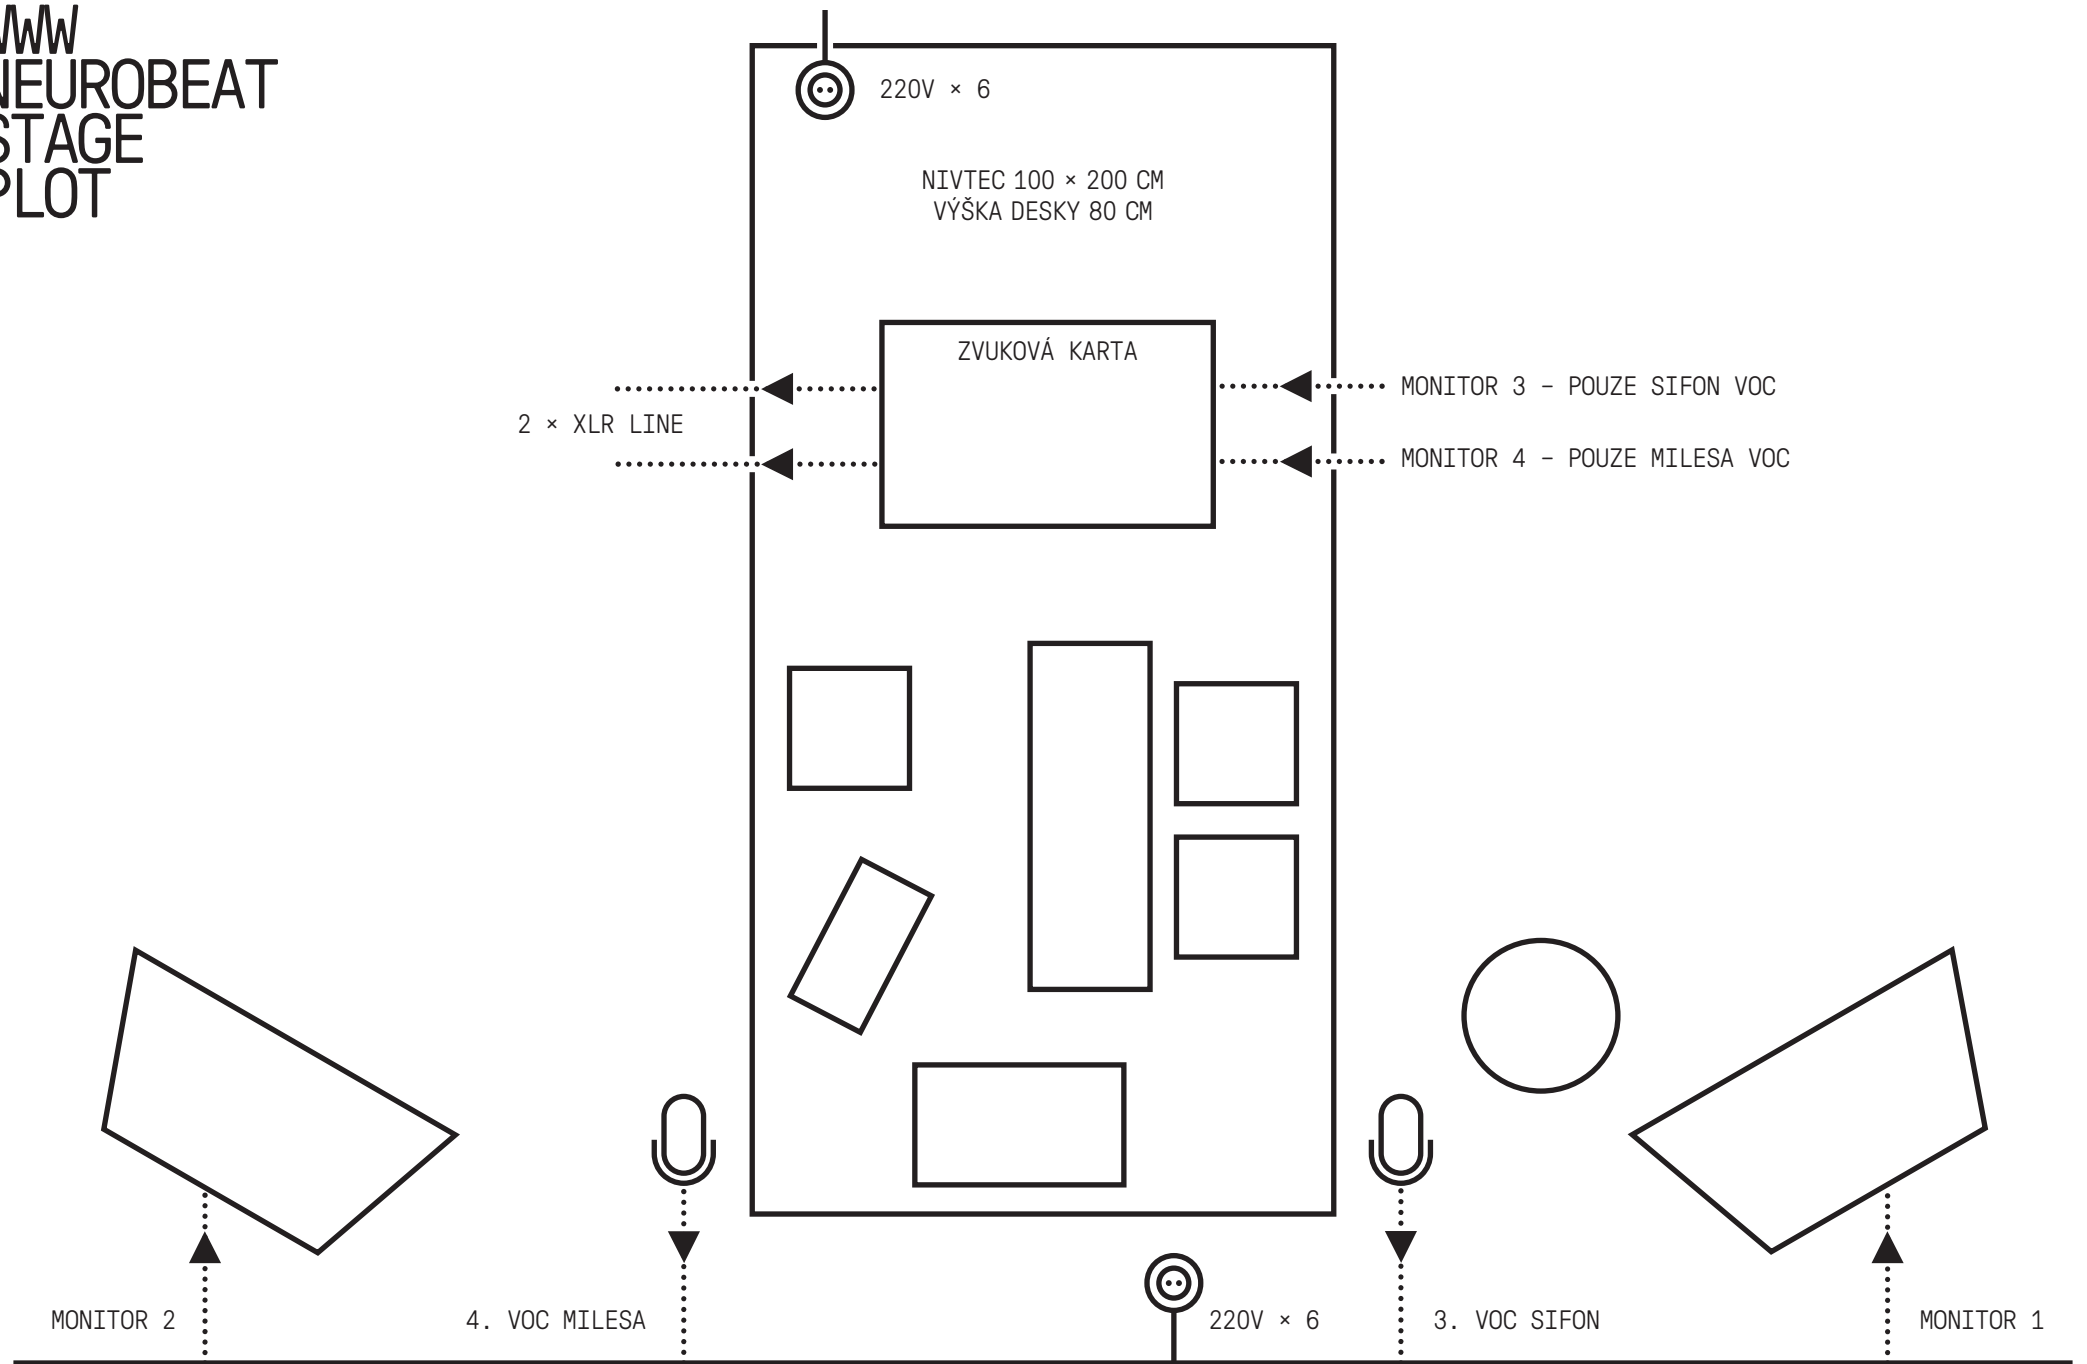 WWW
NEUROBEAT
STAGE
PLOT
220V × 6
NIVTEC 100 × 200 CM
VÝŠKA DESKY 80 CM
ZVUKOVÁ KARTA
2 × XLR LINE
MONITOR 3 – POUZE SIFON VOC
MONITOR 4 – POUZE MILESA VOC
MONITOR 2
4. VOC MILESA
220V × 6
3. VOC SIFON
MONITOR 1